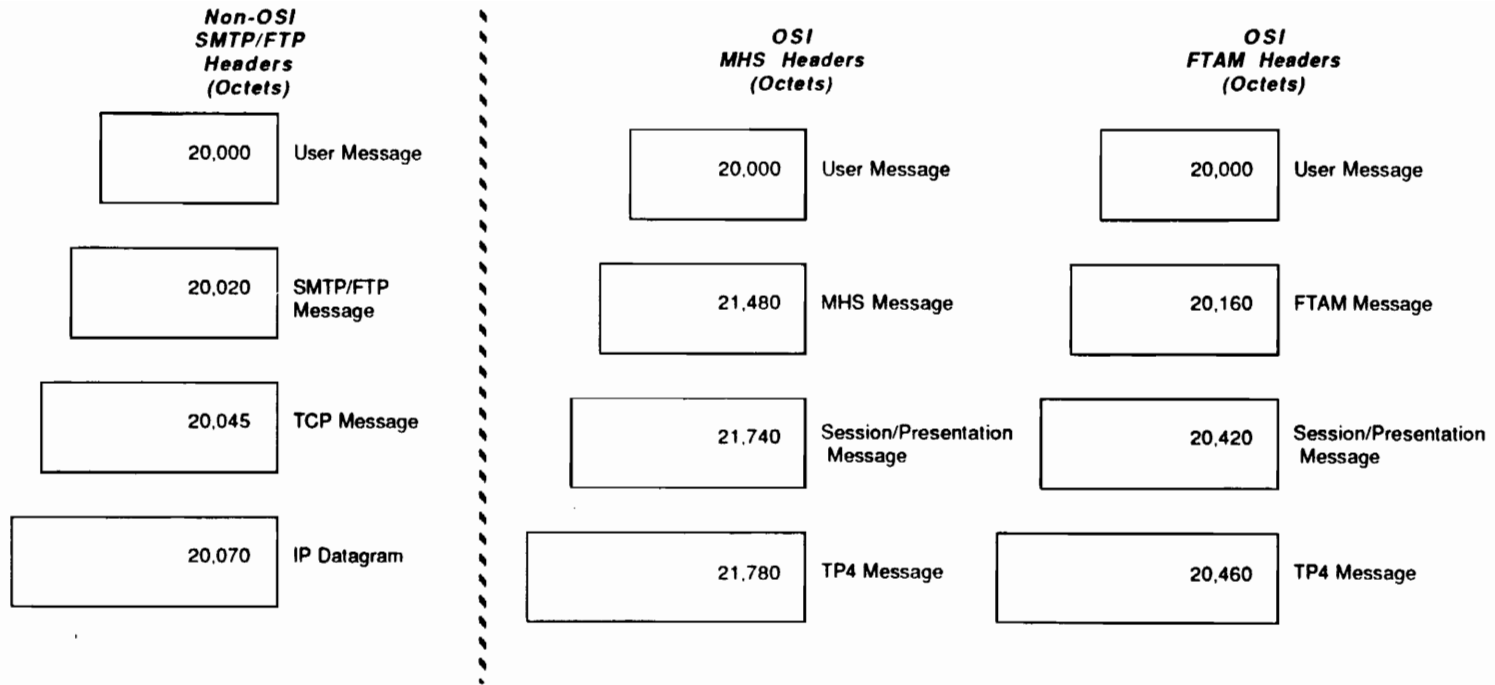 Non-OSI
SMTP/FTP
Headers
(Octets)
20,000 User Message
20,020 SMTP/FTP
Message
20,045 TCP Message
20,070 IP Datagram
OSI
MHS Headers
(Octets)
20,000 User Message
21,480 MHS Message
21,740 Session/Presentation
Message
21,780 TP4 Message
OSI
FTAM Headers
(Octets)
20,000 User Message
20,160 FTAM Message
20,420 Session/Presentation
Message
20,460 TP4 Message